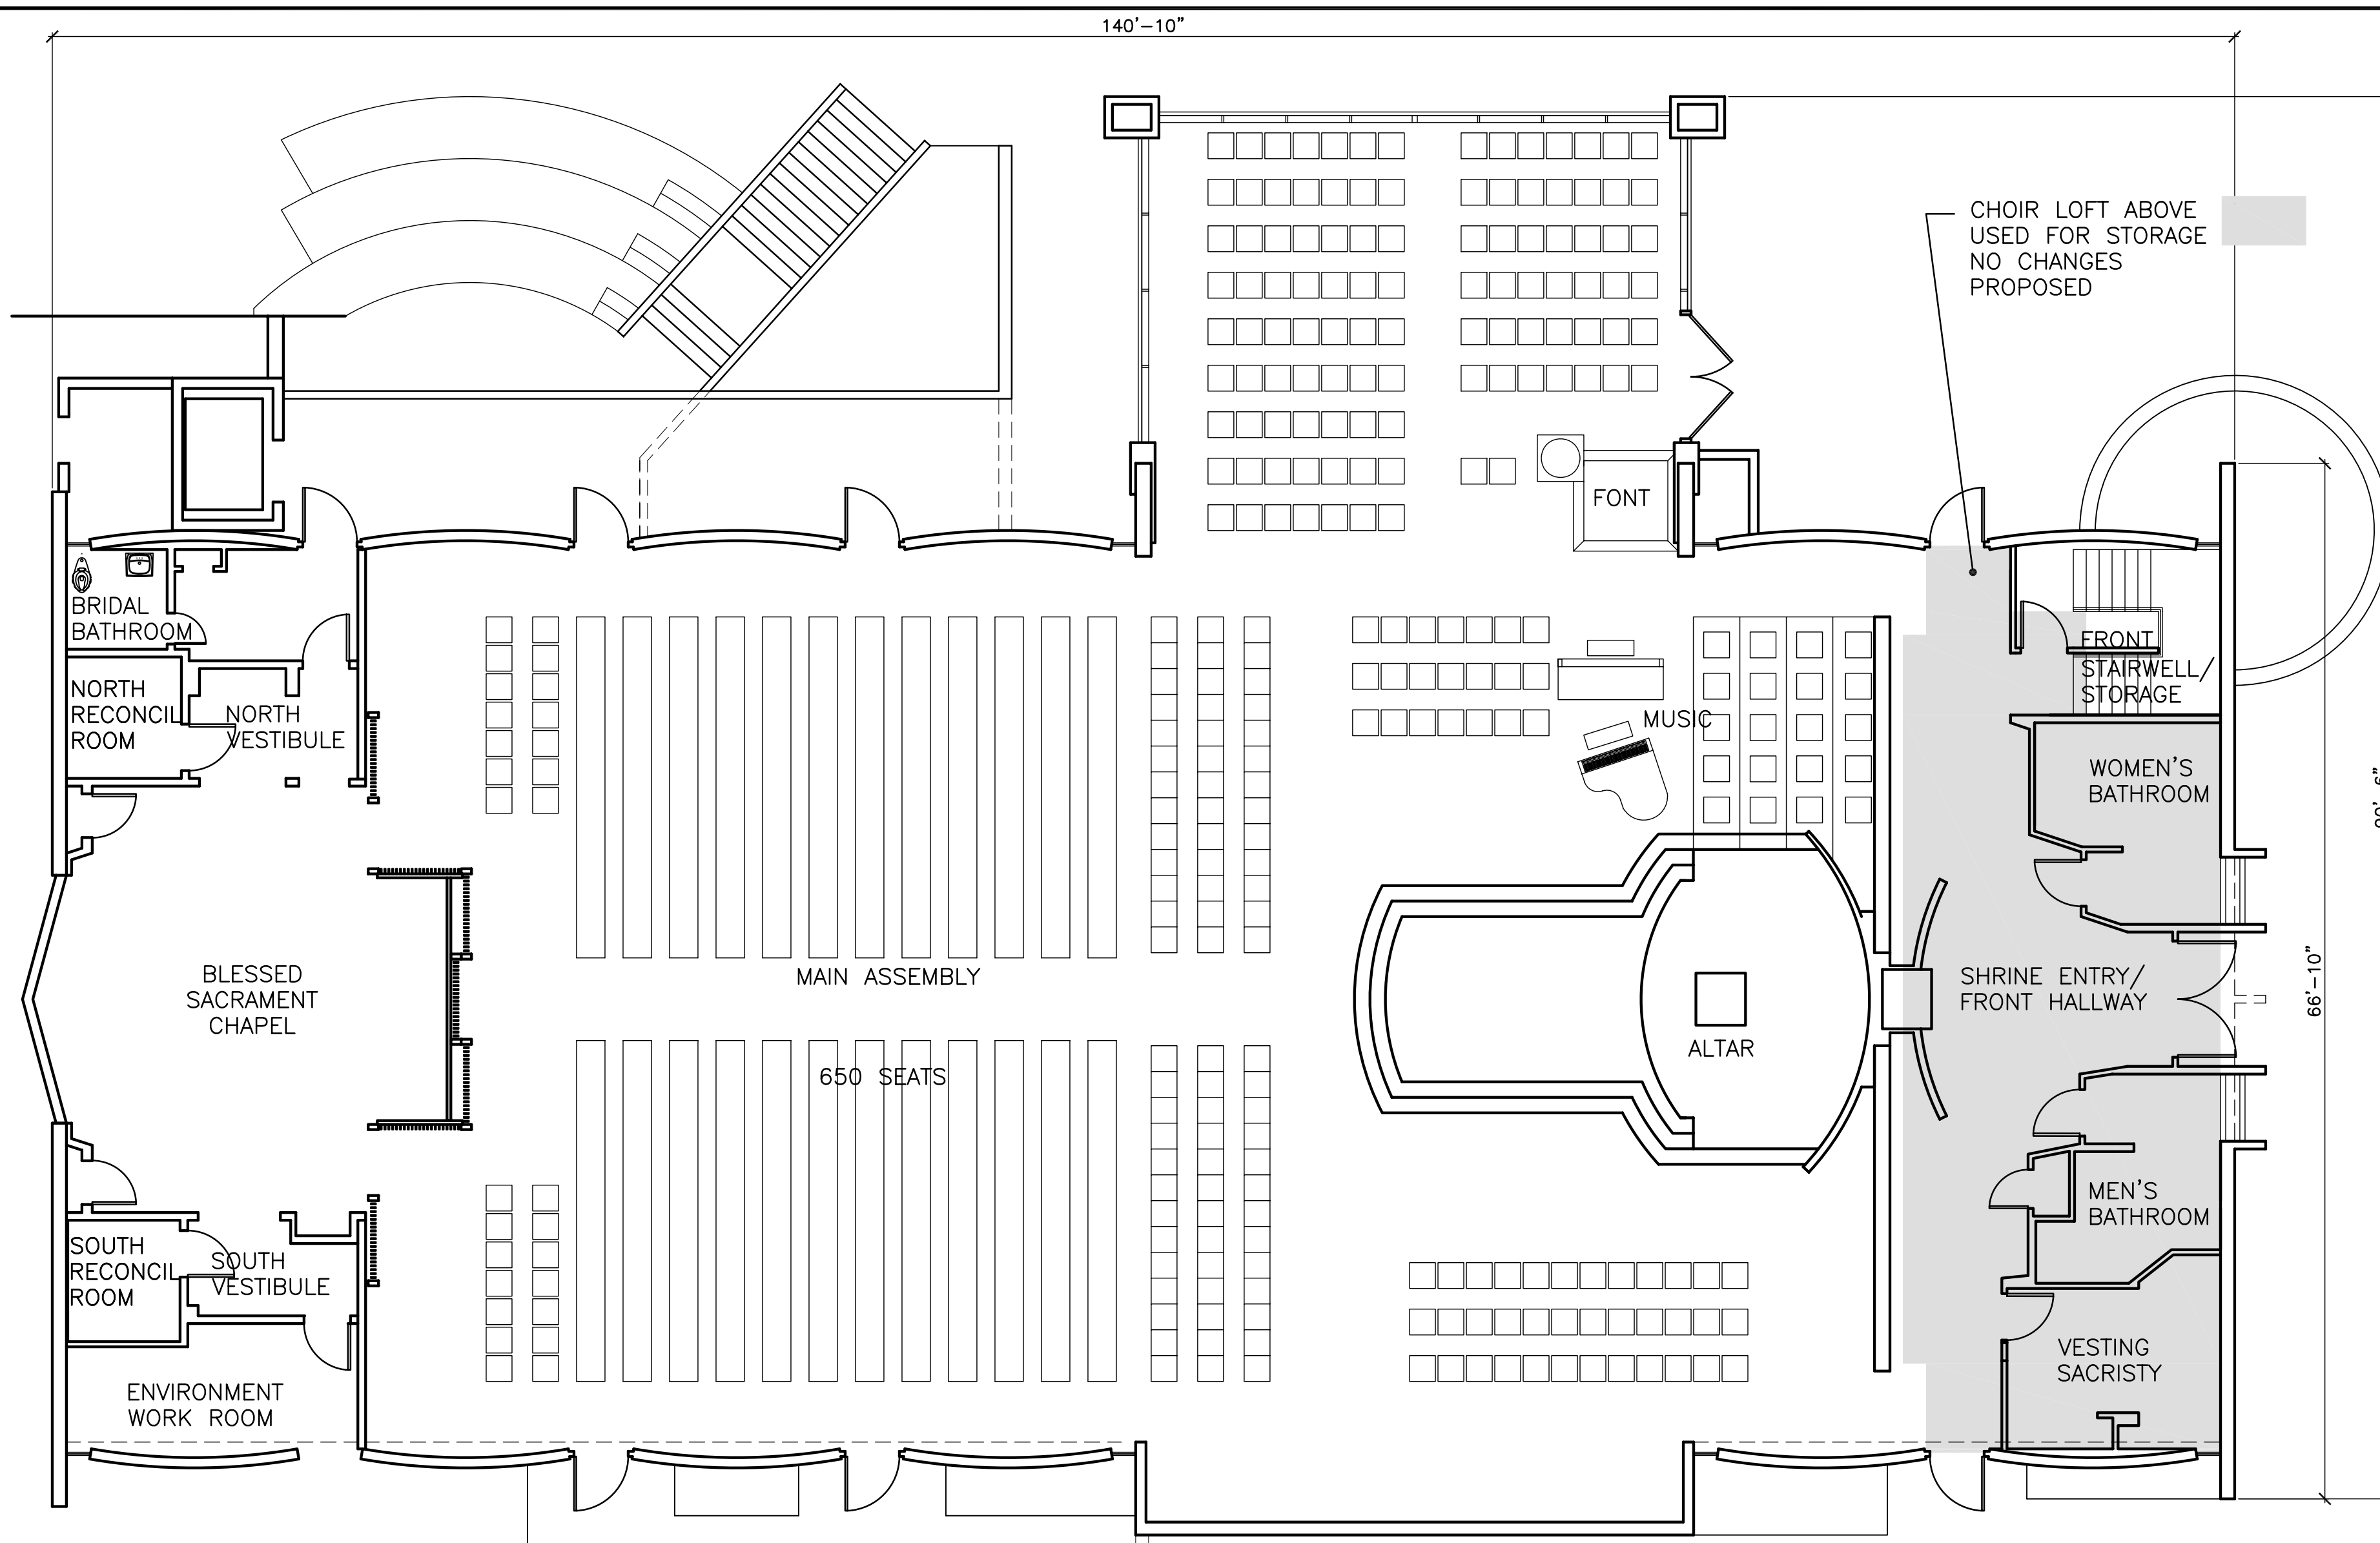 140'-10"
CHOIR LOFT ABOVE
USED FOR STORAGE
NO CHANGES
PROPOSED
FONT
BRIDAL
BATHROOM
FRONT
STAIRWELL/
STORAGE
NORTH
RECONCIL
ROOM
NORTH
VESTIBULE
MUSIC
WOMEN'S
BATHROOM
BLESSED
SACRAMENT
CHAPEL
MAIN ASSEMBLY
SHRINE ENTRY/
FRONT HALLWAY
66'-10"
ALTAR
650 SEATS
MEN'S
BATHROOM
SOUTH
RECONCIL
ROOM
SOUTH
VESTIBULE
VESTING
SACRISTY
ENVIRONMENT
WORK ROOM